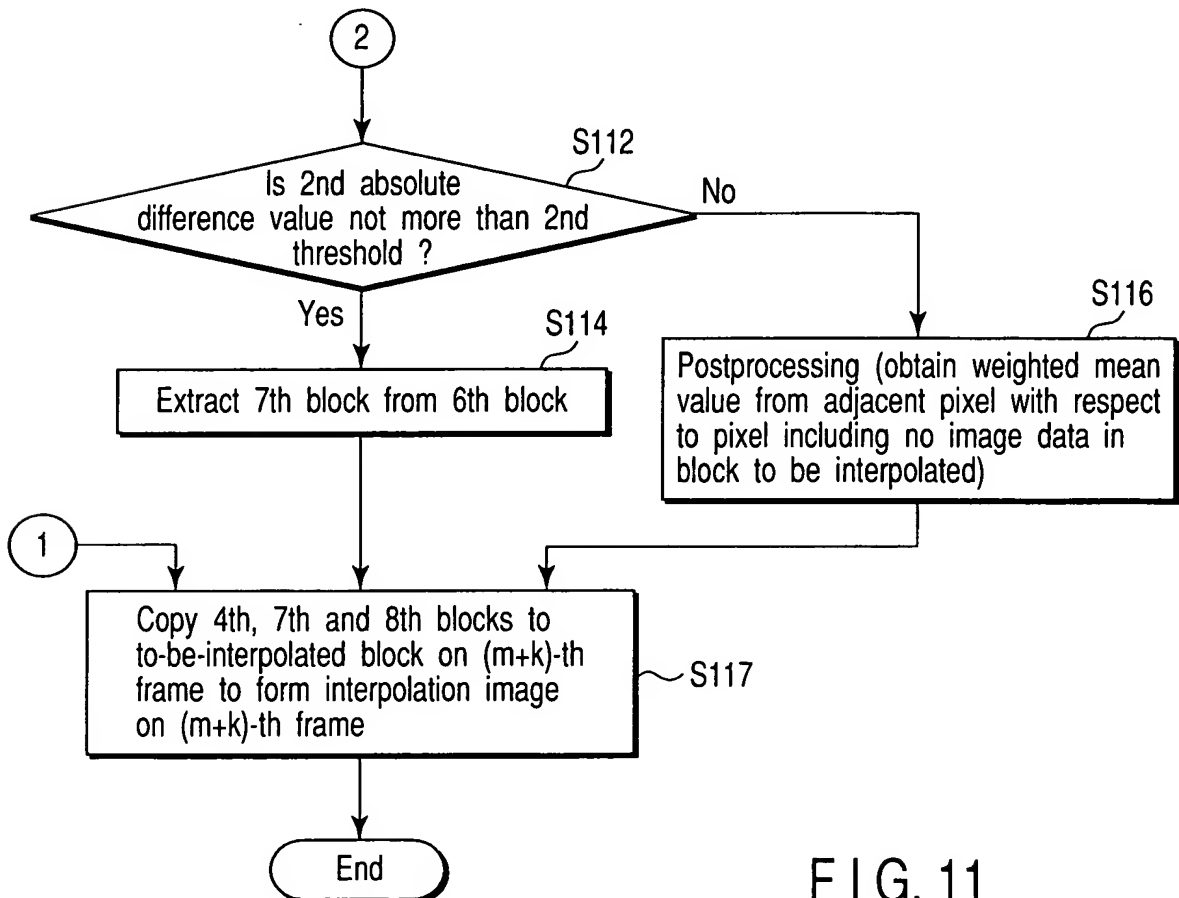 2
S112
Is 2nd absolute
difference value not more than 2nd
threshold ?
No
Yes
S114
Extract 7th block from 6th block
S116
Postprocessing (obtain weighted mean
value from adjacent pixel with respect
to pixel including no image data in
block to be interpolated)
1
Copy 4th, 7th and 8th blocks to
to-be-interpolated block on (m+k)-th
frame to form interpolation image
on (m+k)-th frame
S117
End
FIG. 11